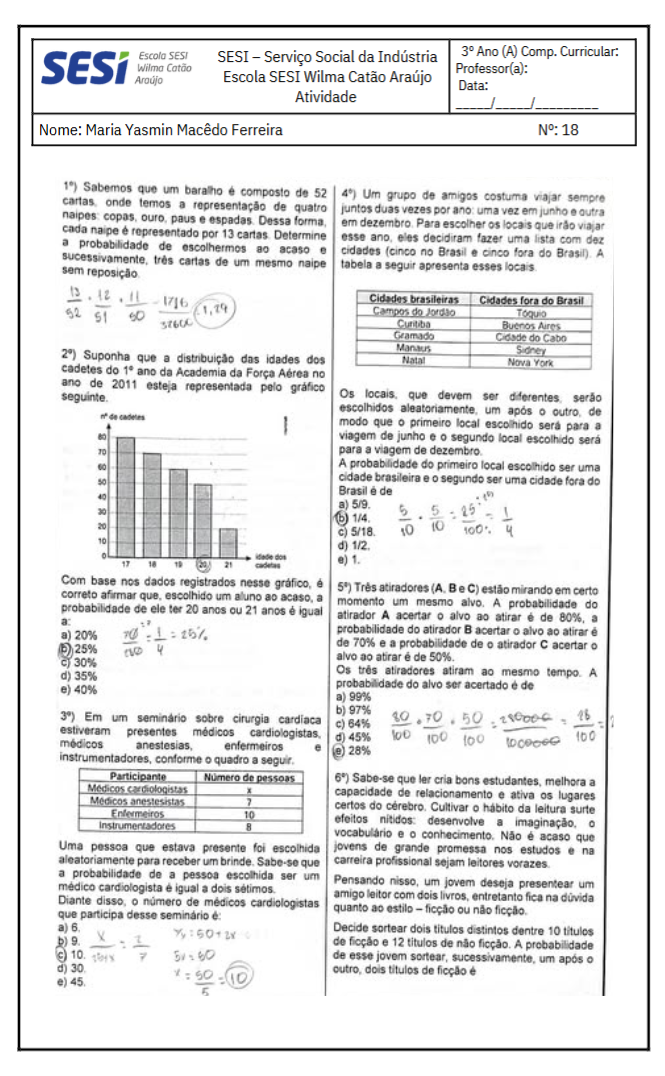 SESI
Escola SESI
Wilma Catão
Araújo
SESI – Serviço Social da Indústria
Escola SESI Wilma Catão Araújo
Atividade
3º Ano (A) Comp. Curricular:
Professor(a):
Data:
_____/_____/_________
Nome: Maria Yasmin Macêdo Ferreira
Nº: 18
1º) Sabemos que um baralho é composto de 52
cartas, onde temos a representação de quatro
naipes: copas, ouro, paus e espadas. Dessa forma,
cada naipe é representado por 13 cartas. Determine
a probabilidade de escolhermos ao acaso e
sucessivamente, três cartas de um mesmo naipe
sem reposição.
13/52 . 12/51 . 11/50 = 1716/32600 = 1,29
2º) Suponha que a distribuição das idades dos
cadetes do 1º ano da Academia da Força Aérea no
ano de 2011 esteja representada pelo gráfico
seguinte.
nº de cadetes
80
70
60
50
40
30
20
10
0
17 18 19 20 21
idade dos
cadetes
Com base nos dados registrados nesse gráfico, é
correto afirmar que, escolhido um aluno ao acaso, a
probabilidade de ele ter 20 anos ou 21 anos é igual
a:
a) 20%
b) 25%
c) 30%
d) 35%
e) 40%
70/280 = 1/4 = 25%
3º) Em um seminário sobre cirurgia cardíaca
estiveram presentes médicos cardiologistas,
médicos anestesias, enfermeiros e
instrumentadores, conforme o quadro a seguir.
Participante Número de pessoas
Médicos cardiologistas x
Médicos anestesistas 7
Enfermeiros 10
Instrumentadores 8
Uma pessoa que estava presente foi escolhida
aleatoriamente para receber um brinde. Sabe-se que
a probabilidade de a pessoa escolhida ser um
médico cardiologista é igual a dois sétimos.
Diante disso, o número de médicos cardiologistas
que participa desse seminário é:
a) 6.
b) 9.
c) 10.
d) 30.
e) 45.
x/25+x = 2/7
7x = 50+2x
5x = 50
x = 50/5 = 10
4º) Um grupo de amigos costuma viajar sempre
juntos duas vezes por ano: uma vez em junho e outra
em dezembro. Para escolher os locais que irão viajar
esse ano, eles decidiram fazer uma lista com dez
cidades (cinco no Brasil e cinco fora do Brasil). A
tabela a seguir apresenta esses locais.
Cidades brasileiras Cidades fora do Brasil
Campos do Jordão Tóquio
Curitiba Buenos Aires
Gramado Cidade do Cabo
Manaus Sidney
Natal Nova York
Os locais, que devem ser diferentes, serão
escolhidos aleatoriamente, um após o outro, de
modo que o primeiro local escolhido será para a
viagem de junho e o segundo local escolhido será
para a viagem de dezembro.
A probabilidade do primeiro local escolhido ser uma
cidade brasileira e o segundo ser uma cidade fora do
Brasil é de
a) 5/9.
b) 1/4.
c) 5/18.
d) 1/2.
e) 1.
5/10 . 5/10 = 25/100 = 1/4
5º) Três atiradores (A, B e C) estão mirando em certo
momento um mesmo alvo. A probabilidade do
atirador A acertar o alvo ao atirar é de 80%, a
probabilidade do atirador B acertar o alvo ao atirar é
de 70% e a probabilidade de o atirador C acertar o
alvo ao atirar é de 50%.
Os três atiradores atiram ao mesmo tempo. A
probabilidade do alvo ser acertado é de
a) 99%
b) 97%
c) 64%
d) 45%
e) 28%
80/100 . 70/100 . 50/100 = 280000/1000000 = 28/100 =
6º) Sabe-se que ler cria bons estudantes, melhora a
capacidade de relacionamento e ativa os lugares
certos do cérebro. Cultivar o hábito da leitura surte
efeitos nítidos: desenvolve a imaginação, o
vocabulário e o conhecimento. Não é acaso que
jovens de grande promessa nos estudos e na
carreira profissional sejam leitores vorazes.
Pensando nisso, um jovem deseja presentear um
amigo leitor com dois livros, entretanto fica na dúvida
quanto ao estilo – ficção ou não ficção.
Decide sortear dois títulos distintos dentre 10 títulos
de ficção e 12 títulos de não ficção. A probabilidade
de esse jovem sortear, sucessivamente, um após o
outro, dois títulos de ficção é